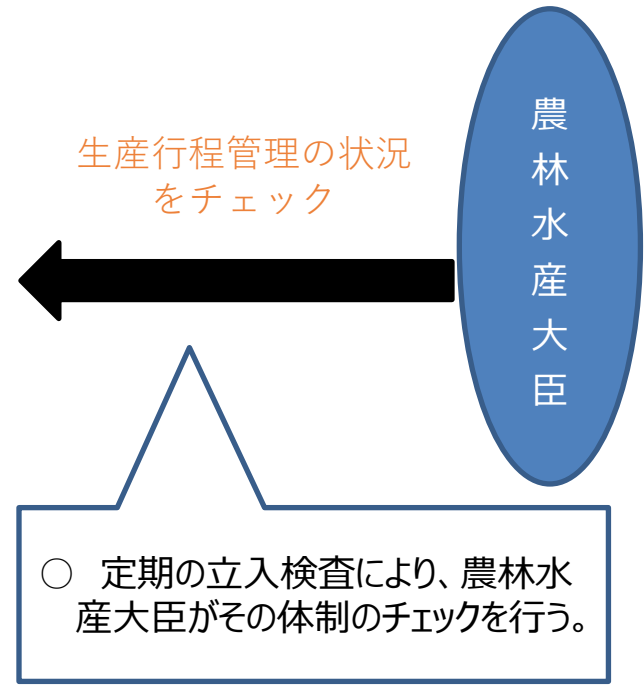 生産行程管理の状況
をチェック
農林水産大臣
○ 定期の立入検査により、農林水
産大臣がその体制のチェックを行う。